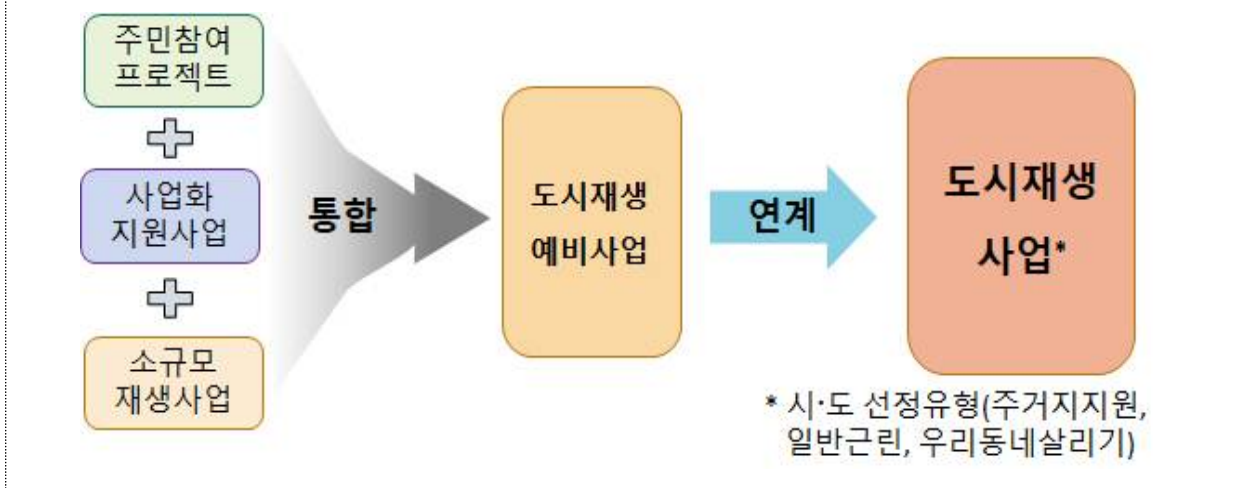 주민참여
프로젝트
사업화
지원사업
소규모
재생사업
통합
도시재생
예비사업
연계
도시재생
사업*
* 시·도 선정유형(주거지지원,
일반근린, 우리동네살리기)